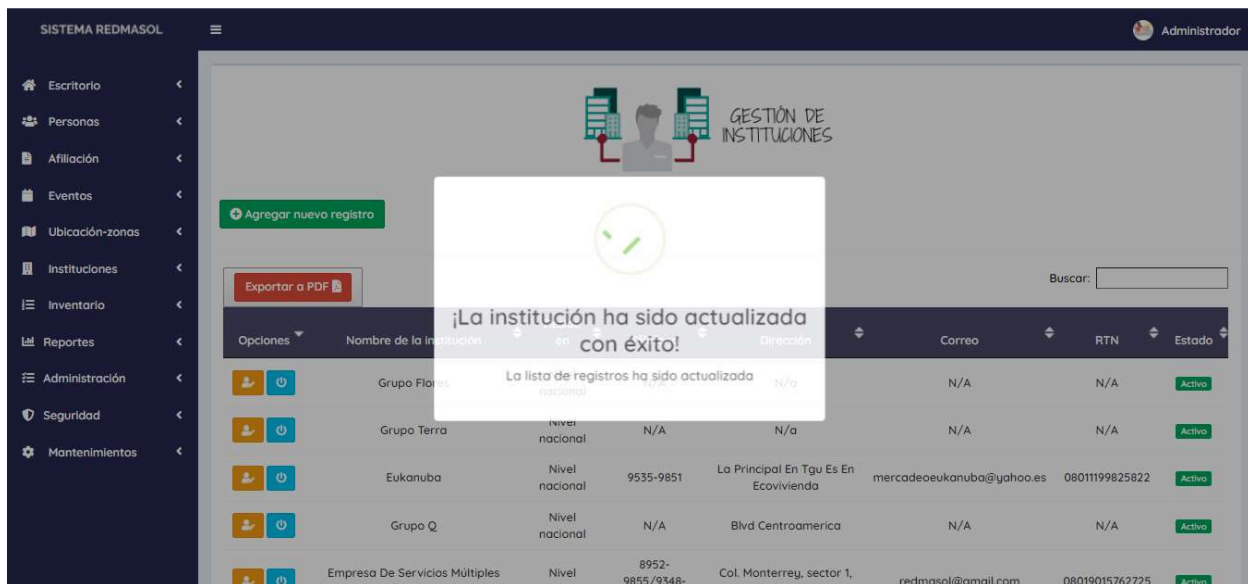 SISTEMA REDMASOL
Administrador
Escritorio
Personas
Afiliación
Eventos
Ubicación-zonas
Instituciones
Inventario
Reportes
Administración
Seguridad
Mantenimientos
GESTIÓN DE
INSTITUCIONES
Agregar nuevo registro
Exportar a PDF
Buscar:
¡La institución ha sido actualizada
con éxito!
La lista de registros ha sido actualizada
Opciones Nombre de la institución en Dirección Correo RTN Estado
Grupo Flores nacional N/A N/a N/A N/A Activo
Grupo Terra Nivel nacional N/A N/a N/A N/A Activo
Eukanuba Nivel nacional 9535-9851 La Principal En Tgu Es En Ecovivienda mercadeoeukanuba@yahoo.es 08011199825822 Activo
Grupo Q Nivel nacional N/A Blvd Centroamerica N/A N/A Activo
Empresa De Servicios Múltiples Nivel 8952-9855/9348- Col. Monterrey, sector 1, redmasol@gmail.com 08019015762725 Activo